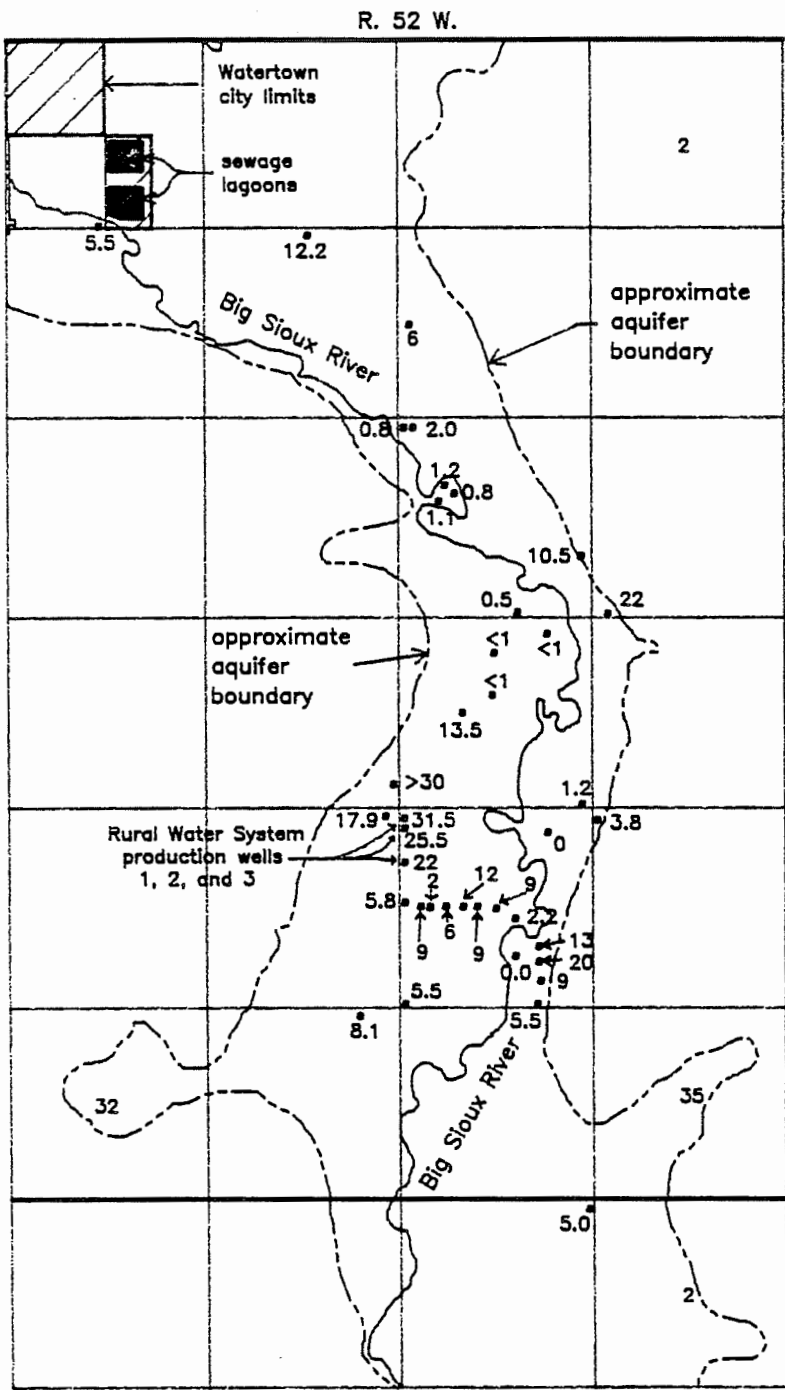 R. 52 W.
Watertown
city limits
2
sewage
lagoons
5.5
12.2
approximate
aquifer
boundary
Big Sioux River
6
0.8
2.0
1.2
0.8
1.1
10.5
0.5
22
<1
<1
approximate
aquifer
boundary
<1
13.5
>30
1.2
17.9
31.5
3.8
Rural Water System
production wells
1, 2, and 3
25.5
0
22
2
12
9
5.8
9
6
9
2.2
13
0.0
20
9
5.5
5.5
8.1
Big Sioux River
32
35
5.0
2